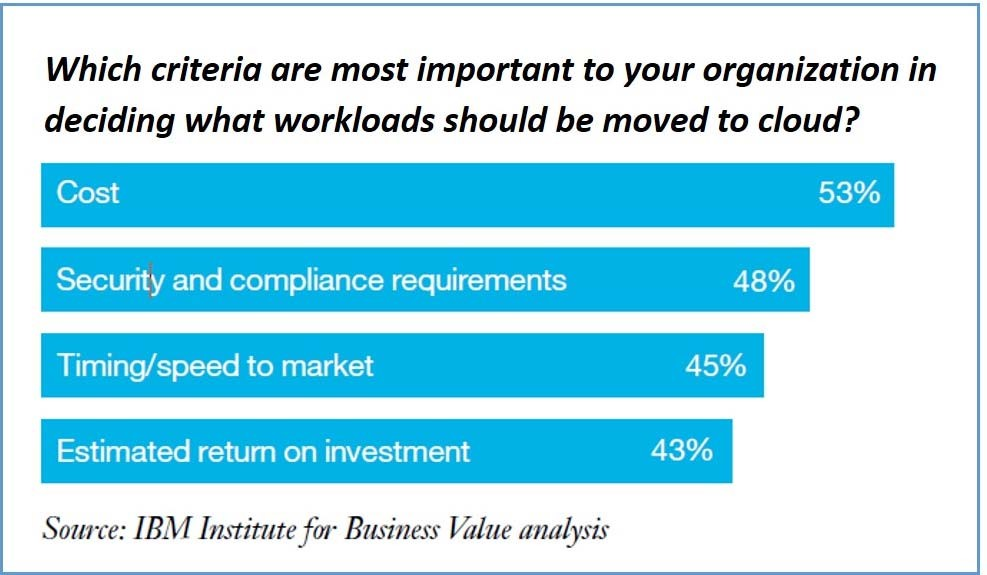 Which criteria are most important to your organization in
deciding what workloads should be moved to cloud?
Cost 53%
Security and compliance requirements 48%
Timing/speed to market 45%
Estimated return on investment 43%
Source: IBM Institute for Business Value analysis